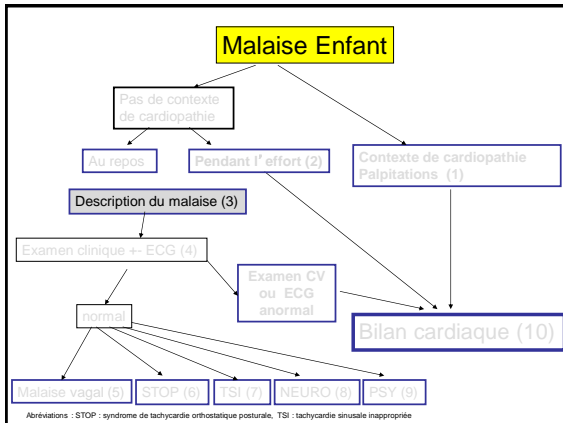 Malaise Enfant
Pas de contexte
de cardiopathie
Au repos
Pendant l'effort (2)
Contexte de cardiopathie
Palpitations (1)
Description du malaise (3)
Examen clinique +- ECG (4)
Examen CV
ou ECG
anormal
normal
Bilan cardiaque (10)
Malaise vagal (5)
STOP (6)
TSI (7)
NEURO (8)
PSY (9)
Abréviations : STOP : syndrome de tachycardie orthostatique posturale, TSI : tachycardie sinusale inappropriée